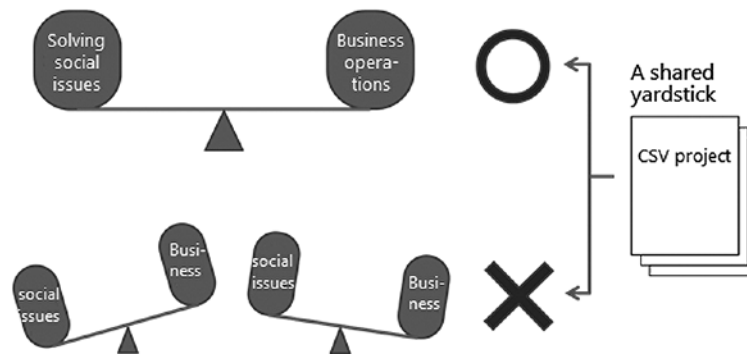 Solving
social
issues
Business
opera-
tions
A shared
yardstick
CSV project
social
issues
Busi-
ness
social
issues
Busi-
ness